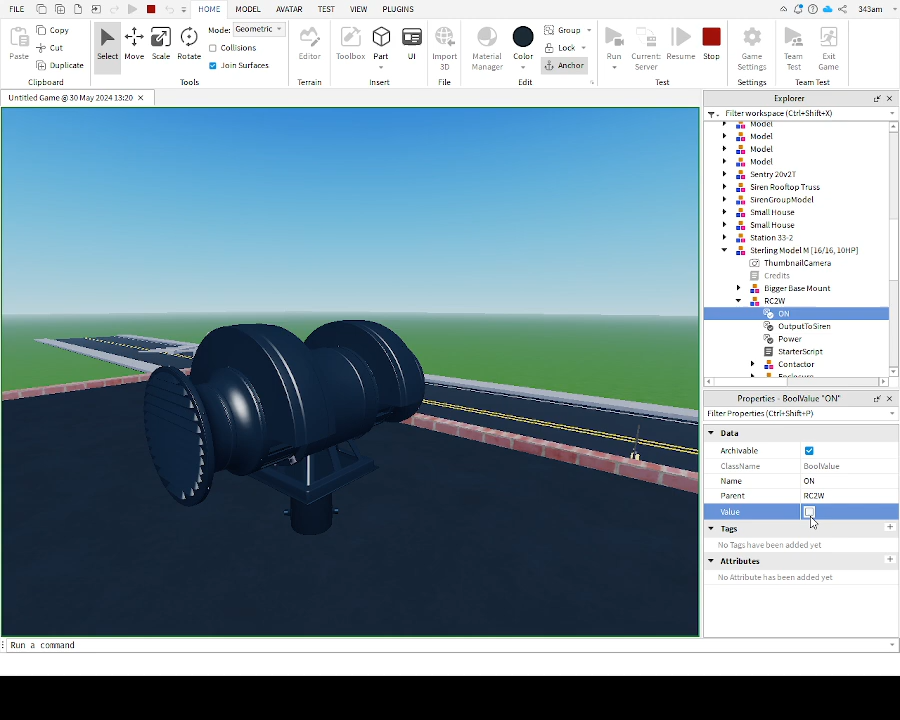 FILE HOME MODEL AVATAR TEST VIEW PLUGINS 343am
Paste Copy Cut Duplicate
Clipboard
Select Move Scale Rotate
Mode: Geometric
Collisions
Join Surfaces
Tools
Editor
Terrain
Toolbox Part UI
Insert
Import 3D
File
Material Manager Color
Group
Lock
Anchor
Edit
Run Current: Server Resume Stop
Test
Game Settings
Settings
Team Test Exit Game
Team Test
Untitled Game @ 30 May 2024 13:20
Explorer
Filter workspace (Ctrl+Shift+X)
Model
Model
Model
Model
Sentry 20v2T
Siren Rooftop Truss
SirenGroupModel
Small House
Small House
Station 33-2
Sterling Model M [16/16, 10HP]
ThumbnailCamera
Credits
Bigger Base Mount
RC2W
ON
OutputToSiren
Power
StarterScript
Contactor
Enclosure
Properties - BoolValue "ON"
Filter Properties (Ctrl+Shift+P)
Data
Archivable
ClassName BoolValue
Name ON
Parent RC2W
Value
Tags
No Tags have been added yet
Attributes
No Attribute has been added yet
Run a command